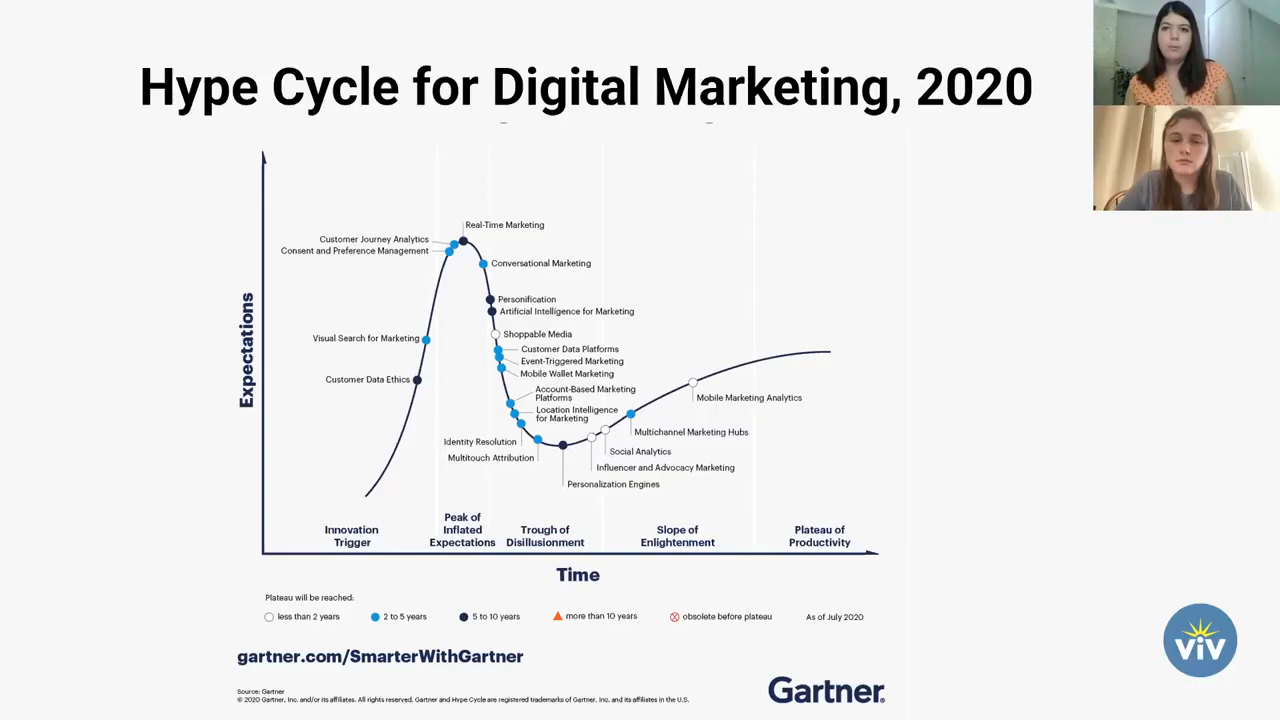 Hype Cycle for Digital Marketing, 2020
Real-Time Marketing
Customer Journey Analytics
Consent and Preference Management
Conversational Marketing
Personification
Artificial Intelligence for Marketing
Shoppable Media
Visual Search for Marketing
Customer Data Platforms
Event-Triggered Marketing
Mobile Wallet Marketing
Customer Data Ethics
Account-Based Marketing
Platforms
Location Intelligence
for Marketing
Identity Resolution
Multitouch Attribution
Mobile Marketing Analytics
Multichannel Marketing Hubs
Social Analytics
Influencer and Advocacy Marketing
Personalization Engines
Expectations
Innovation
Trigger
Peak of
Inflated
Expectations
Trough of
Disillusionment
Slope of
Enlightenment
Plateau of
Productivity
Time
Plateau will be reached:
less than 2 years
2 to 5 years
5 to 10 years
more than 10 years
obsolete before plateau
As of July 2020
gartner.com/SmarterWithGartner
Source: Gartner
© 2020 Gartner, Inc. and/or its affiliates. All rights reserved. Gartner and Hype Cycle are registered trademarks of Gartner, Inc. and its affiliates in the U.S.
Gartner®
viv